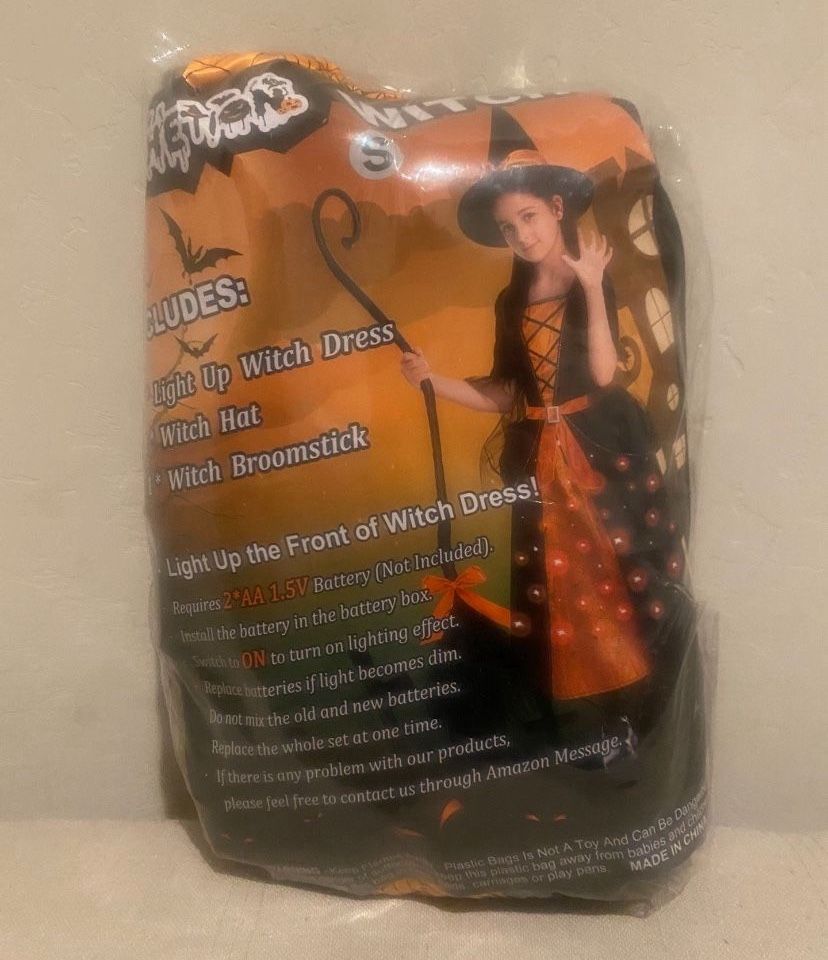 WITCH
S
CLUDES:
Light Up Witch Dress
* Witch Hat
1* Witch Broomstick
Light Up the Front of Witch Dress!
· Requires 2*AA 1.5V Battery (Not Included).
· Install the battery in the battery box.
Switch to ON to turn on lighting effect.
· Replace batteries if light becomes dim.
Do not mix the old and new batteries.
Replace the whole set at one time.
· If there is any problem with our products,
please feel free to contact us through Amazon Message.
Plastic Bags Is Not A Toy And Can Be
this plastic bag away from babies and
carriages or play pens.
MADE IN CHINA